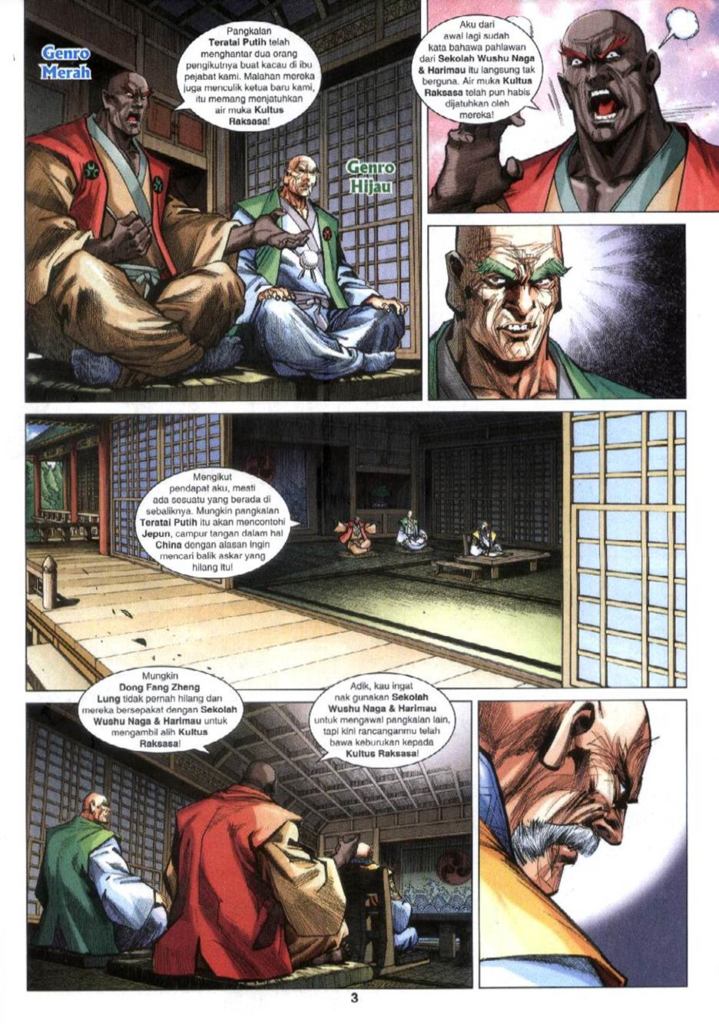 Genro
Merah
Pangkalan
Teratai Putih telah
menghantar dua orang
pengikutnya buat kacau di ibu
pejabat kami. Malahan mereka
juga menculik ketua baru kami,
itu memang menjatuhkan
air muka Kultus
Raksasa!
Genro
Hijau
Aku dari
awal lagi sudah
kata bahawa pahlawan
dari Sekolah Wushu Naga
& Harimau itu langsung tak
berguna. Air muka Kultus
Raksasa telah pun habis
dijatuhkan oleh
mereka!
Mengikut
pendapat aku, mesti
ada sesuatu yang berada di
sebaliknya. Mungkin pangkalan
Teratai Putih itu akan mencontohi
Jepun, campur tangan dalam hal
China dengan alasan ingin
mencari balik askar yang
hilang itu!
Mungkin
Dong Fang Zheng
Lung tidak pernah hilang dan
mereka bersepakat dengan Sekolah
Wushu Naga & Harimau untuk
mengambil alih Kultus
Raksasa!
Adik, kau ingat
nak gunakan Sekolah
Wushu Naga & Harimau
untuk mengawal pangkalan lain,
tapi kini rancanganmu telah
bawa keburukan kepada
Kultus Raksasa!
3